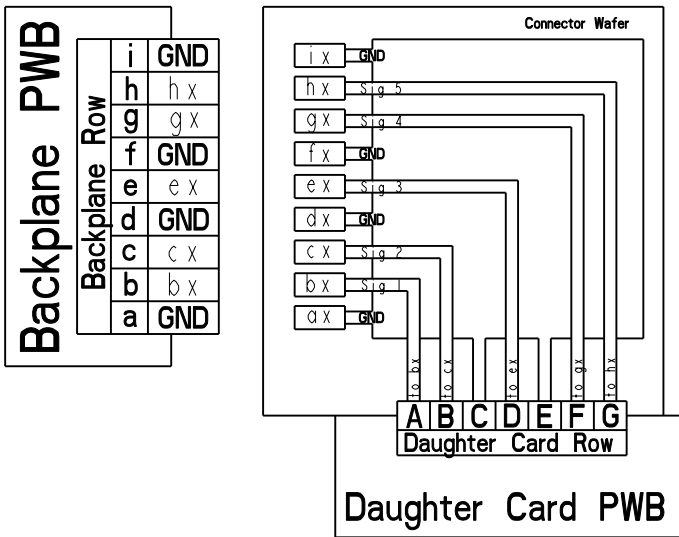 Backplane PWB
Backplane Row
i GND
h hx
g gx
f GND
e ex
d GND
c cx
b bx
a GND
Connector Wafer
ix GND
hx Sig 5
gx Sig 4
fx GND
ex Sig 3
dx GND
cx Sig 2
bx Sig 1
ax GND
to bx
to cx
to ex
to gx
to hx
A B C D E F G
Daughter Card Row
Daughter Card PWB